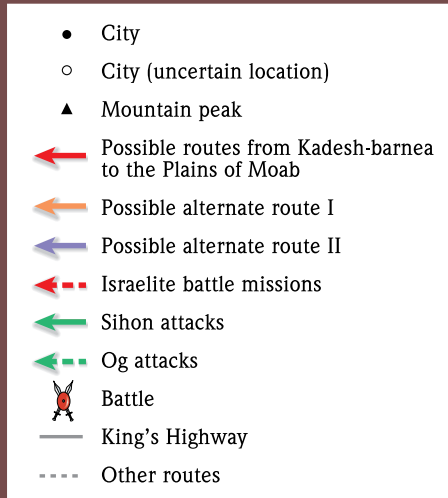 City
City (uncertain location)
Mountain peak
Possible routes from Kadesh-barnea
to the Plains of Moab
Possible alternate route I
Possible alternate route II
Israelite battle missions
Sihon attacks
Og attacks
Battle
King's Highway
Other routes